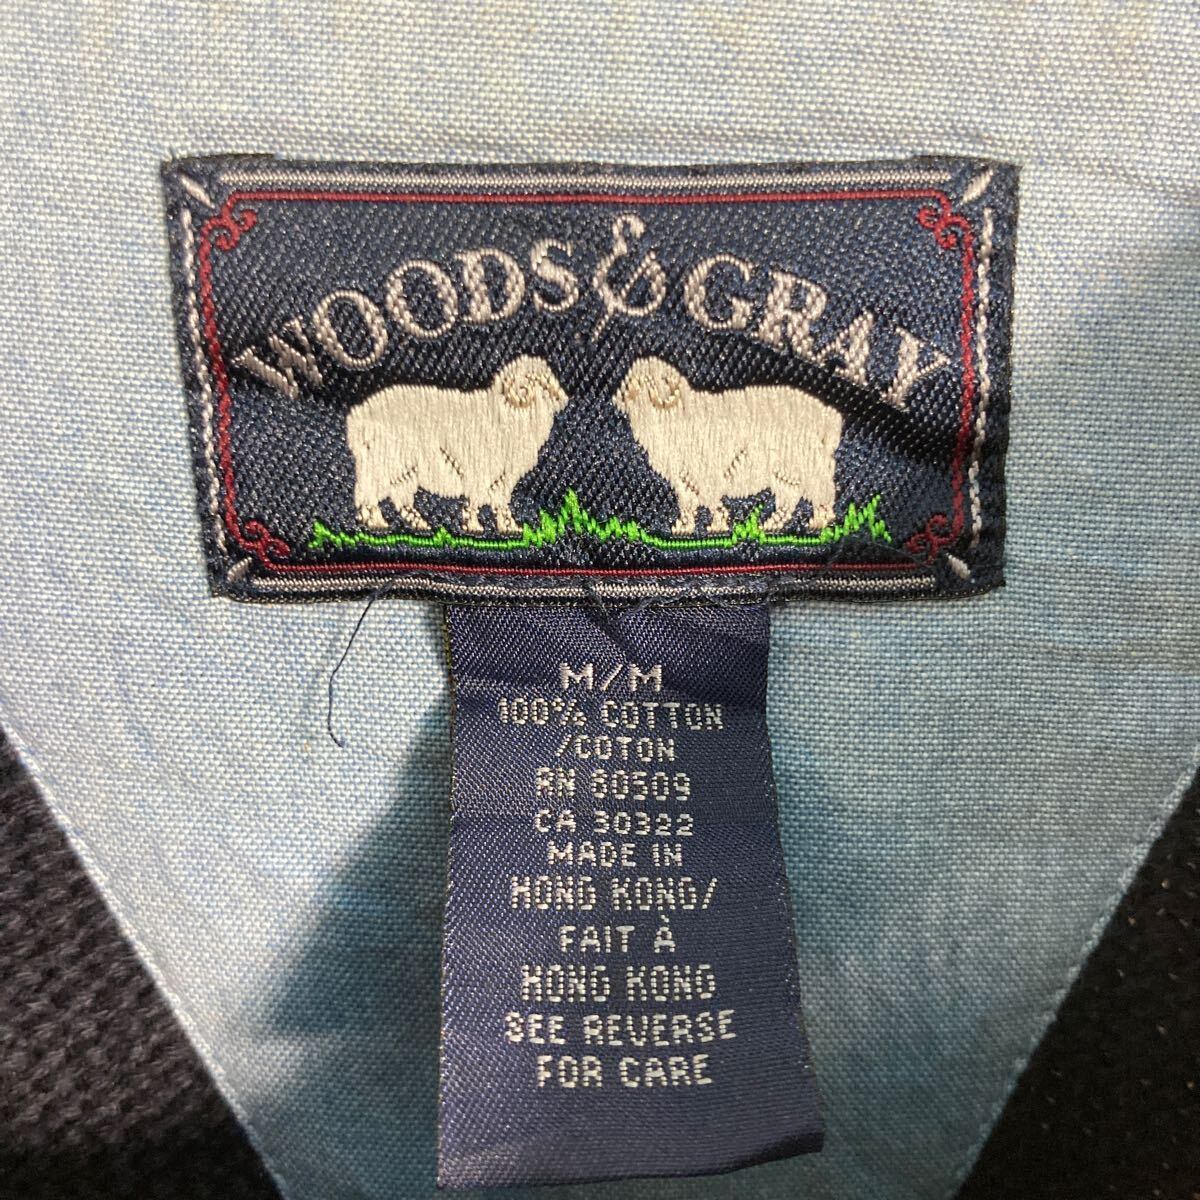 WOODS & GRAY
M/M
100% COTTON
/COTON
RN 80509
CA 30322
MADE IN
HONG KONG/
FAIT À
HONG KONG
SEE REVERSE
FOR CARE